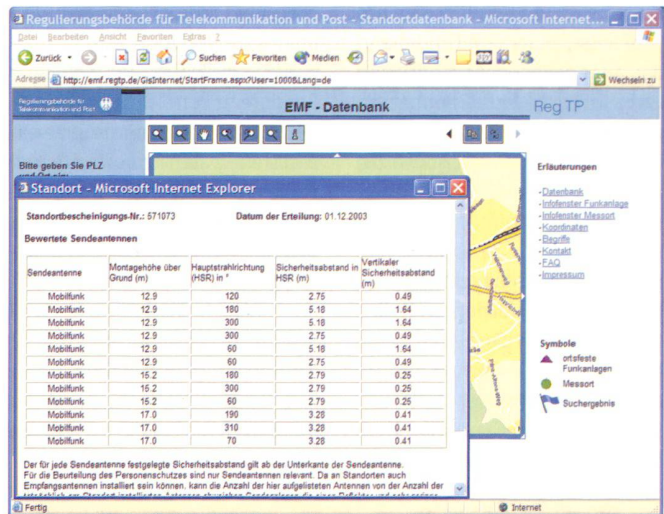 Regulierungsbehörde für Telekommunikation und Post - Standortdatenbank - Microsoft Internet...
Datei Bearbeiten Ansicht Favoriten Extras ?
Zurück Suchen Favoriten Medien
Adresse http://emf.regtp.de/GisInternet/StartFrame.aspx?User=1000&Lang=de Wechseln zu
Regulierungsbehörde für
Telekommunikation und Post
EMF - Datenbank
Reg TP
Bitte geben Sie PLZ
und Ort ein:
Erläuterungen
-Datenbank
-Infofenster Funkanlage
-Infofenster Messort
-Koordinaten
-Begriffe
-Kontakt
-FAQ
-Impressum
Symbole
ortsfeste
Funkanlagen
Messort
Suchergebnis
Standort - Microsoft Internet Explorer
Standortbescheinigungs-Nr.: 571073 Datum der Erteilung: 01.12.2003
Bewertete Sendeantennen
Sendeantenne Montagehöhe über Grund (m) Hauptstrahlrichtung (HSR) in ° Sicherheitsabstand in HSR (m) Vertikaler Sicherheitsabstand (m)
Mobilfunk 12.9 120 2.75 0.49
Mobilfunk 12.9 180 5.18 1.64
Mobilfunk 12.9 300 5.18 1.64
Mobilfunk 12.9 300 2.75 0.49
Mobilfunk 12.9 60 5.18 1.64
Mobilfunk 12.9 60 2.75 0.49
Mobilfunk 15.2 180 2.79 0.25
Mobilfunk 15.2 300 2.79 0.25
Mobilfunk 15.2 60 2.79 0.25
Mobilfunk 17.0 190 3.28 0.41
Mobilfunk 17.0 310 3.28 0.41
Mobilfunk 17.0 70 3.28 0.41
Der für jede Sendeantenne festgelegte Sicherheitsabstand gilt ab der Unterkante der Sendeantenne.
Für die Beurteilung des Personenschutzes sind nur Sendeantennen relevant. Da an Standorten auch
Empfangsantennen installiert sein können, kann die Anzahl der hier aufgelisteten Antennen von der Anzahl der
Fertig
Internet